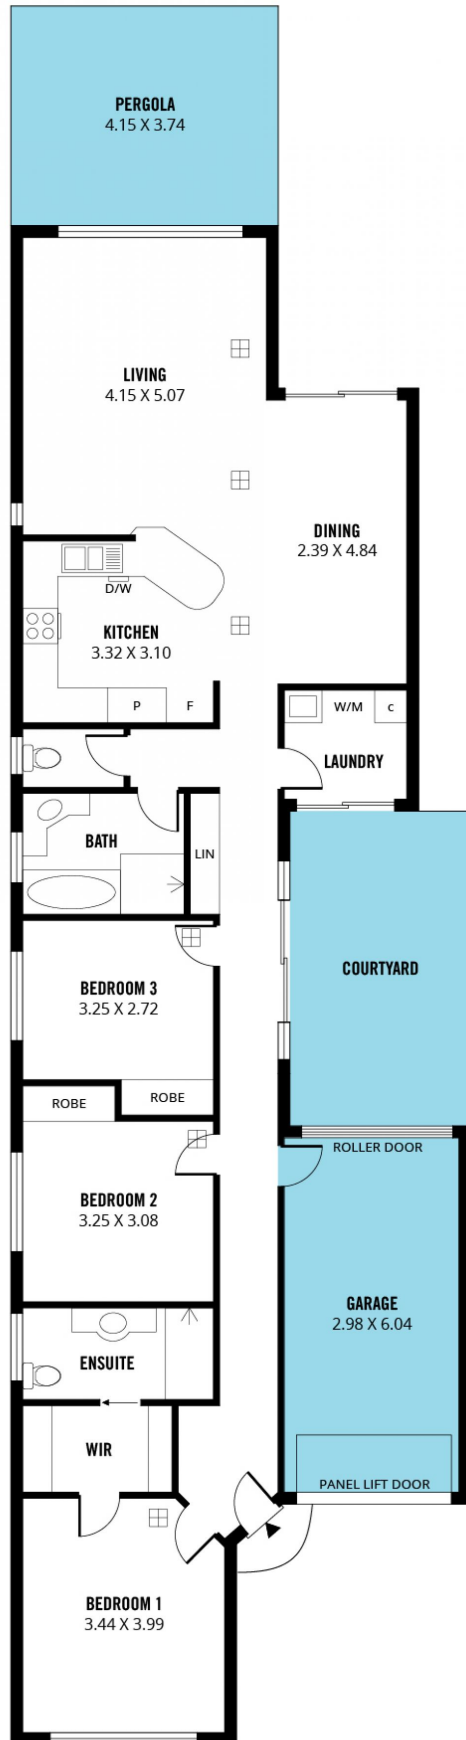 PERGOLA
4.15 X 3.74
LIVING
4.15 X 5.07
DINING
2.39 X 4.84
D/W
KITCHEN
3.32 X 3.10
P
F
W/M
c
LAUNDRY
BATH
LIN
BEDROOM 3
3.25 X 2.72
COURTYARD
ROBE
ROBE
ROLLER DOOR
BEDROOM 2
3.25 X 3.08
GARAGE
2.98 X 6.04
ENSUITE
WIR
PANEL LIFT DOOR
BEDROOM 1
3.44 X 3.99